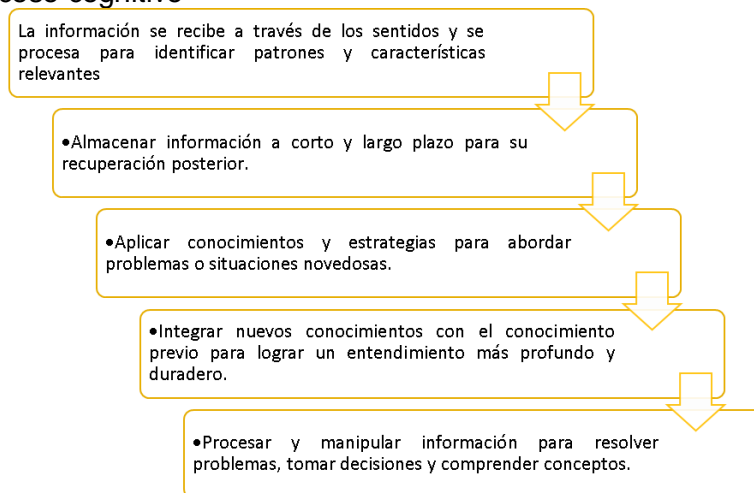 cognitivo
La información se recibe a través de los sentidos y se
procesa para identificar patrones y características
relevantes
•Almacenar información a corto y largo plazo para su
recuperación posterior.
•Aplicar conocimientos y estrategias para abordar
problemas o situaciones novedosas.
•Integrar nuevos conocimientos con el conocimiento
previo para lograr un entendimiento más profundo y
duradero.
•Procesar y manipular información para resolver
problemas, tomar decisiones y comprender conceptos.